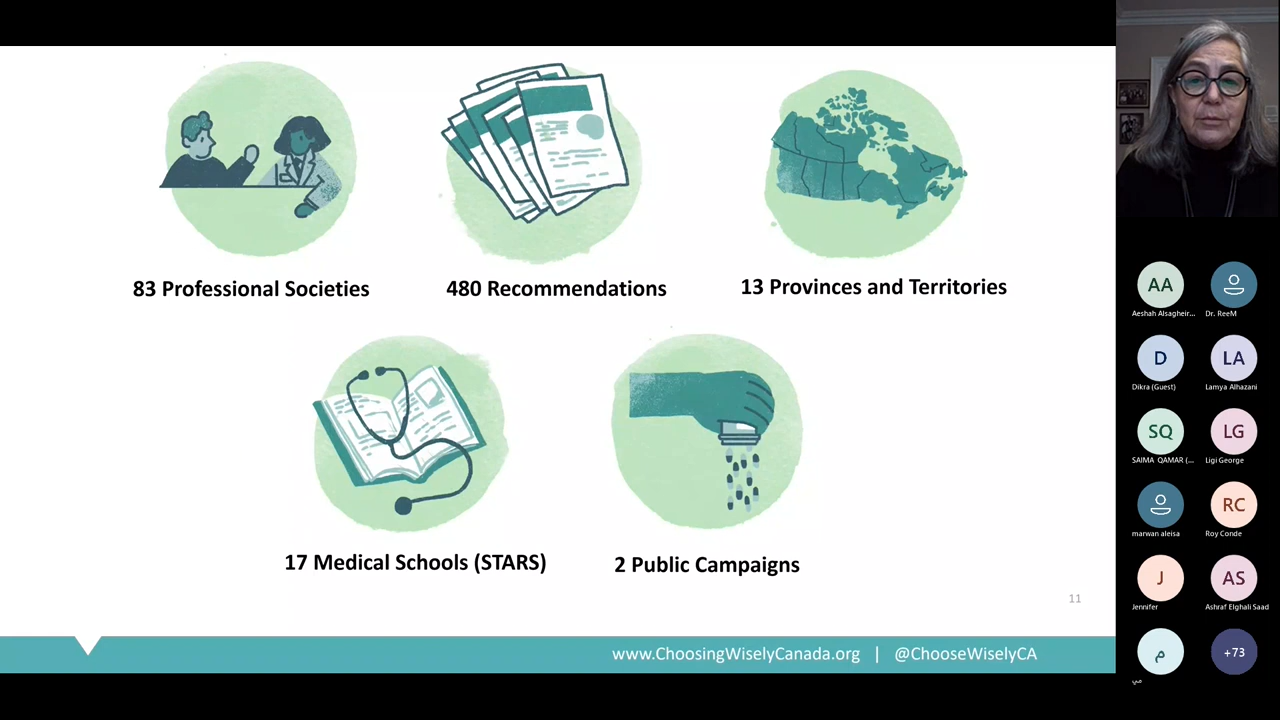 83 Professional Societies
480 Recommendations
13 Provinces and Territories
17 Medical Schools (STARS)
2 Public Campaigns
11
www.ChoosingWiselyCanada.org | @ChooseWiselyCA
AA
Aeshah Alsagheir...
Dr. ReeM
D
Dikra (Guest)
LA
Lamya Alhazani
SQ
SAIMA QAMAR (...
LG
Ligi George
marwan aleisa
RC
Roy Conde
J
Jennifer
AS
Ashraf Elghali Saad
م
+73